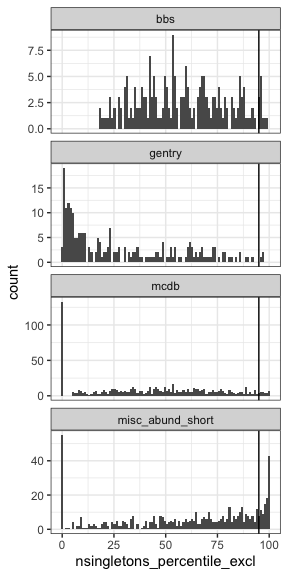 bbs
7.5
5.0
2.5
0.0
gentry
15
10
5
0
mcdb
100
50
0
misc_abund_short
40
20
0
0 25 50 75 100
nsingletons_percentile_excl
count